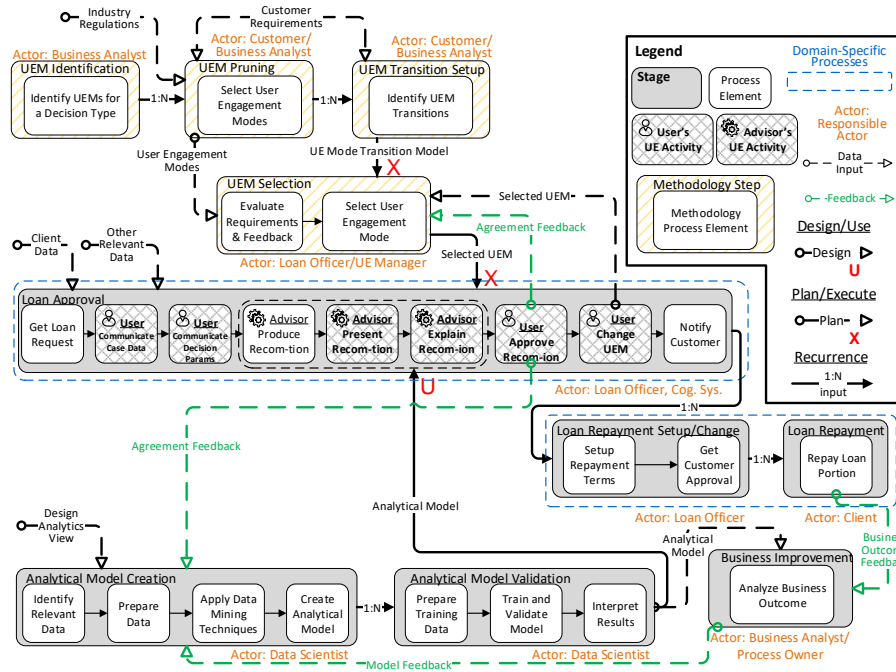 Industry
Regulations
Customer
Requirements
Actor: Business Analyst
Actor: Customer/
Business Analyst
Actor: Customer/
Business Analyst
UEM Identification
Identify UEMs for
a Decision Type
1:N
UEM Pruning
Select User
Engagement
Modes
1:N
UEM Transition Setup
Identify UEM
Transitions
User Engagement
Modes
UE Mode Transition Model
X
UEM Selection
Evaluate
Requirements
& Feedback
Select User
Engagement
Mode
Actor: Loan Officer/UE Manager
Selected UEM
Agreement Feedback
Selected UEM
X
Client
Data
Other
Relevant Data
Loan Approval
Get Loan
Request
User
Communicate
Case Data
User
Communicate
Decision
Params
Advisor
Produce
Recom-tion
Advisor
Present
Recom-tion
Advisor
Explain
Recom-ion
User
Approve
Recom-ion
User
Change
UEM
Notify
Customer
U
Actor: Loan Officer, Cog. Sys.
1:N
Agreement Feedback
Loan Repayment Setup/Change
Setup
Repayment
Terms
Get
Customer
Approval
1:N
Loan Repayment
Repay Loan
Portion
Actor: Loan Officer
Actor: Client
Design
Analytics
View
Analytical Model
Analytical
Model
Business
Outcome
Feedback
Analytical Model Creation
Identify
Relevant
Data
Prepare
Data
Apply Data
Mining
Techniques
Create
Analytical
Model
1:N
Analytical Model Validation
Prepare
Training
Data
Train and
Validate
Model
Interpret
Results
Business Improvement
Analyze Business
Outcome
Actor: Data Scientist
Actor: Data Scientist
Actor: Business Analyst/
Process Owner
Model Feedback
Legend
Stage
Process
Element
Domain-Specific
Processes
User's
UE Activity
Advisor's
UE Activity
Actor:
Responsible
Actor
Data
Input
Feedback
Methodology Step
Methodology
Process Element
Design/Use
Design
U
Plan/Execute
Plan
X
Recurrence
1:N
input